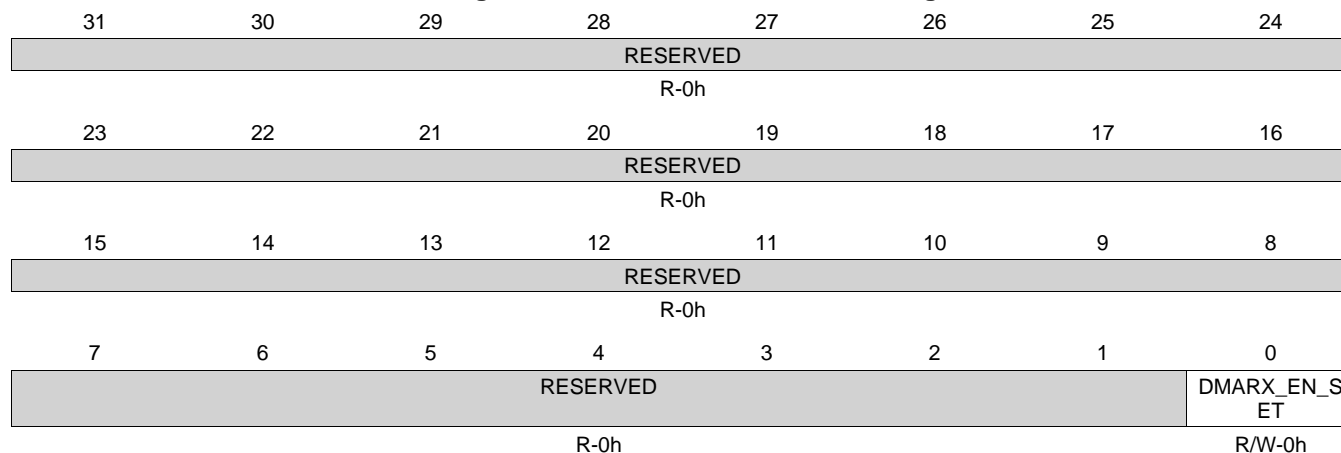 31 30 29 28 27 26 25 24
RESERVED
R-0h
23 22 21 20 19 18 17 16
RESERVED
R-0h
15 14 13 12 11 10 9 8
RESERVED
R-0h
7 6 5 4 3 2 1 0
RESERVED DMARX_EN_S
ET
R-0h R/W-0h